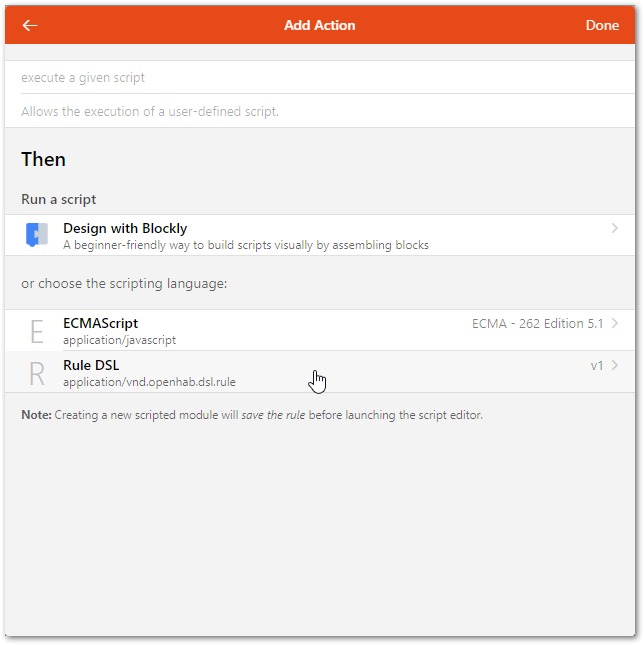 Add Action
Done
execute a given script
Allows the execution of a user-defined script.
Then
Run a script
Design with Blockly
A beginner-friendly way to build scripts visually by assembling blocks
or choose the scripting language:
E
ECMAScript
ECMA - 262 Edition 5.1
application/javascript
R
Rule DSL
v1
application/vnd.openhab.dsl.rule
Note: Creating a new scripted module will save the rule before launching the script editor.